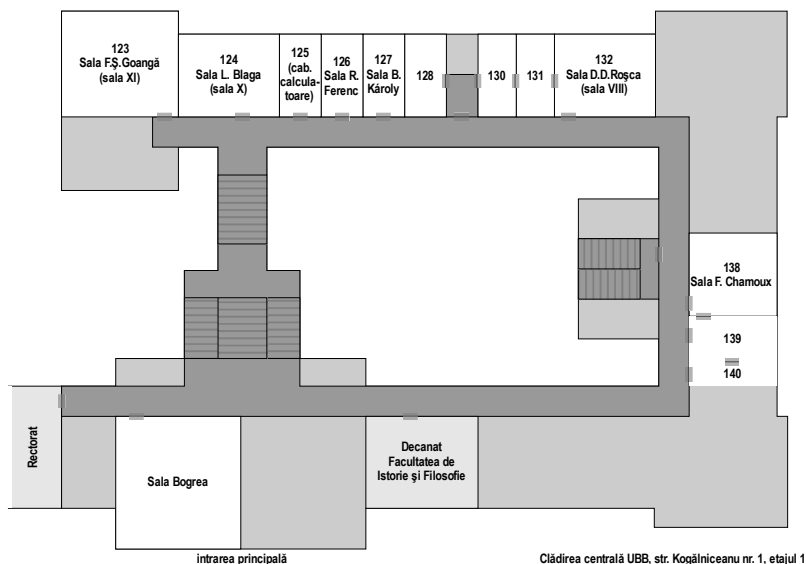 123
Sala F.Ş.Goangă
(sala XI)
124
Sala L. Blaga
(sala X)
125
(cab.
calcula-
toare)
126
Sala R.
Ferenc
127
Sala B.
Károly
128
130
131
132
Sala D.D.Roşca
(sala VIII)
138
Sala F. Chamoux
139
140
Rectorat
Sala Bogrea
Decanat
Facultatea de
Istorie şi Filosofie
intrarea principală
Clădirea centrală UBB, str. Kogălniceanu nr. 1, etajul 1